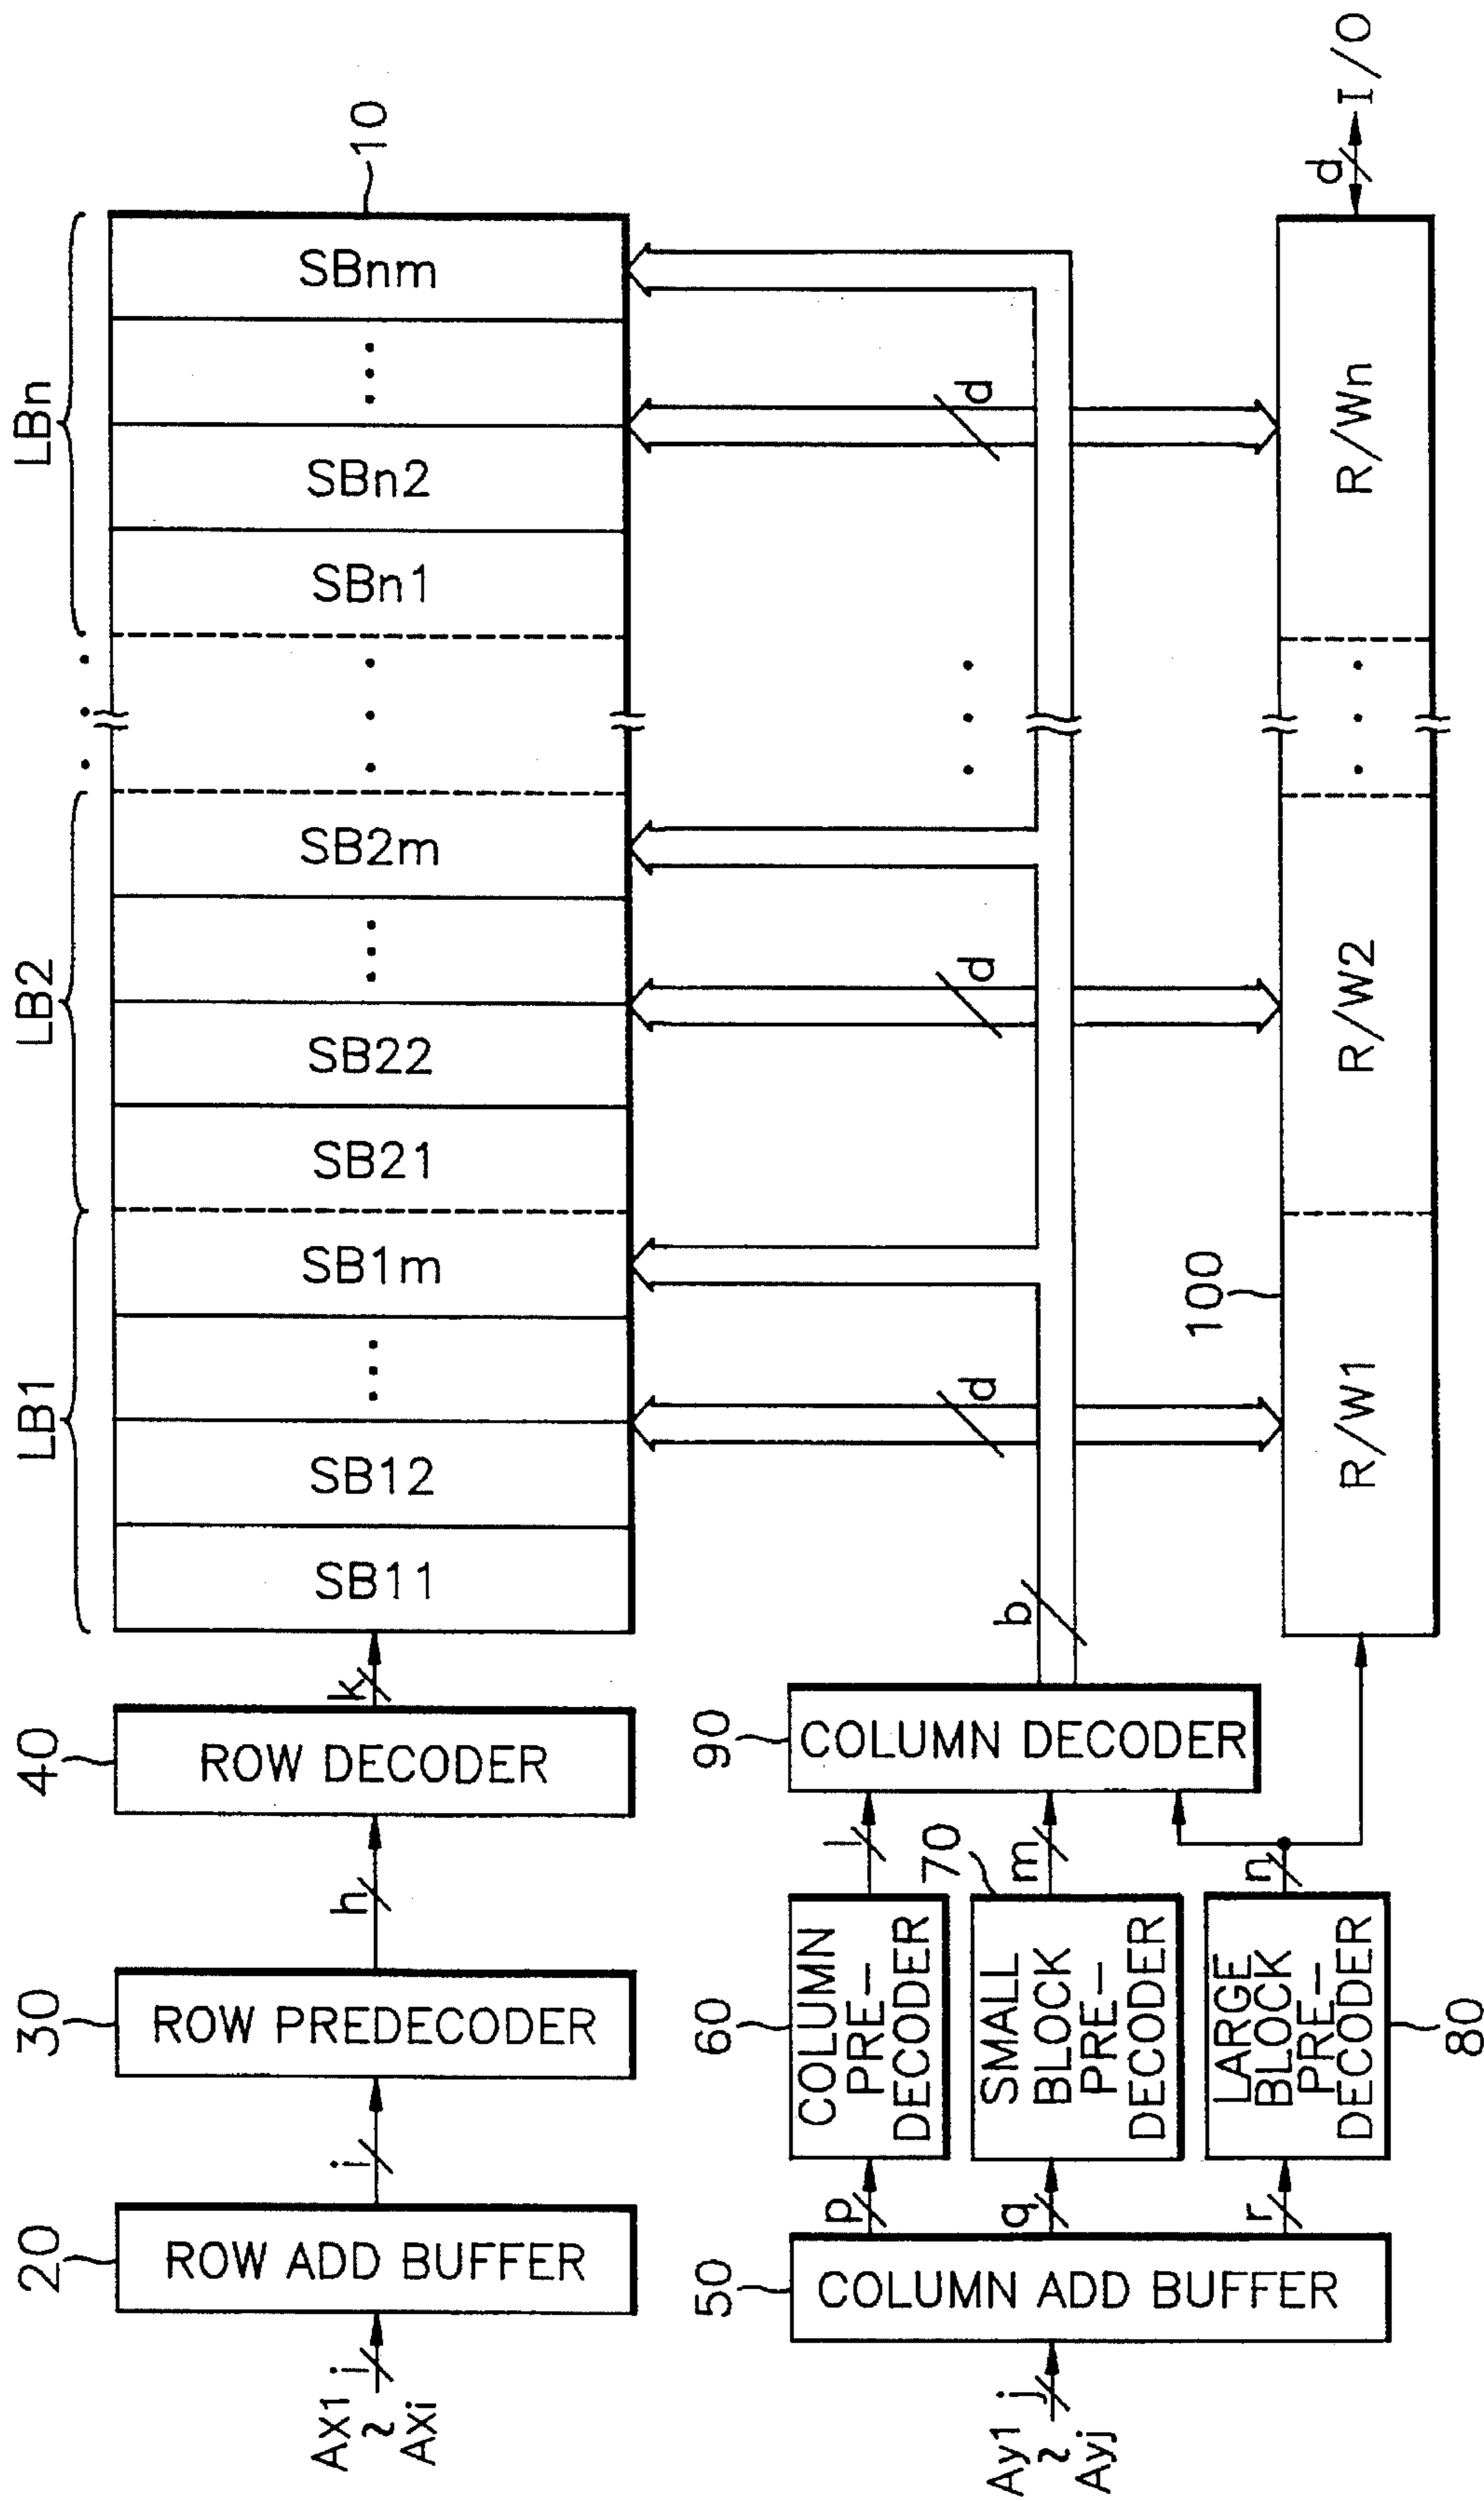 LB1
LB2
LBn
10
SB11
SB12
SB1m
SB21
SB22
SB2m
SBn1
SBn2
SBnm
Ax1
~
Axi
i
20
ROW ADD BUFFER
i
30
ROW PREDECODER
h
40
ROW DECODER
k
Ay1
~
Ayj
j
50
COLUMN ADD BUFFER
p
q
r
60
COLUMN
PRE-
DECODER
l
70
SMALL
BLOCK
PRE-
DECODER
m
80
LARGE
BLOCK
PRE-
DECODER
n
90
COLUMN DECODER
b
d
d
d
100
R/W1
R/W2
R/Wn
d
I/O